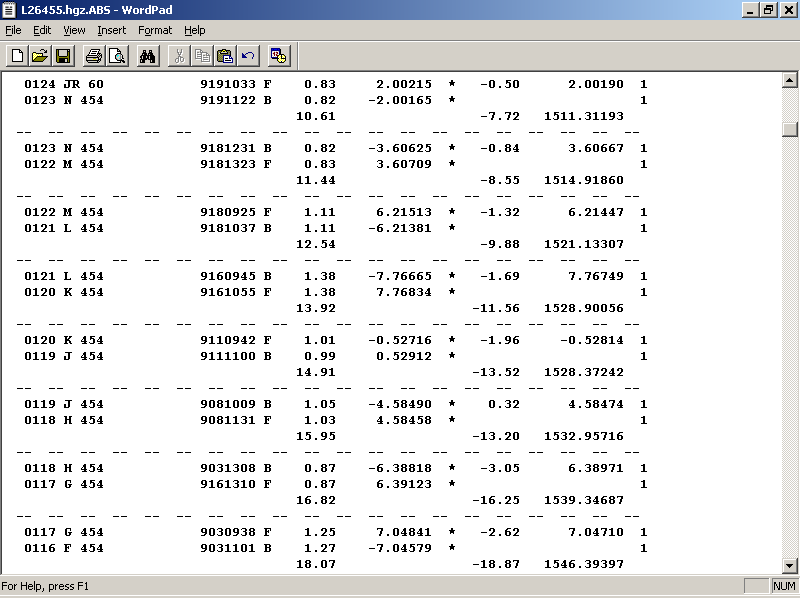 L26455.hgz.ABS - WordPad
File Edit View Insert Format Help
0124 JR 60 9191033 F 0.83 2.00215 * -0.50 2.00190 1
0123 N 454 9191122 B 0.82 -2.00165 * 1
10.61 -7.72 1511.31193
-- -- -- -- -- -- -- -- -- -- -- -- -- -- -- -- -- -- -- --
0123 N 454 9181231 B 0.82 -3.60625 * -0.84 3.60667 1
0122 M 454 9181323 F 0.83 3.60709 * 1
11.44 -8.55 1514.91860
-- -- -- -- -- -- -- -- -- -- -- -- -- -- -- -- -- -- -- --
0122 M 454 9180925 F 1.11 6.21513 * -1.32 6.21447 1
0121 L 454 9181037 B 1.11 -6.21381 * 1
12.54 -9.88 1521.13307
-- -- -- -- -- -- -- -- -- -- -- -- -- -- -- -- -- -- -- --
0121 L 454 9160945 B 1.38 -7.76665 * -1.69 7.76749 1
0120 K 454 9161055 F 1.38 7.76834 * 1
13.92 -11.56 1528.90056
-- -- -- -- -- -- -- -- -- -- -- -- -- -- -- -- -- -- -- --
0120 K 454 9110942 F 1.01 -0.52716 * -1.96 -0.52814 1
0119 J 454 9111100 B 0.99 0.52912 * 1
14.91 -13.52 1528.37242
-- -- -- -- -- -- -- -- -- -- -- -- -- -- -- -- -- -- -- --
0119 J 454 9081009 B 1.05 -4.58490 * 0.32 4.58474 1
0118 H 454 9081131 F 1.03 4.58458 * 1
15.95 -13.20 1532.95716
-- -- -- -- -- -- -- -- -- -- -- -- -- -- -- -- -- -- -- --
0118 H 454 9031308 B 0.87 -6.38818 * -3.05 6.38971 1
0117 G 454 9161310 F 0.87 6.39123 * 1
16.82 -16.25 1539.34687
-- -- -- -- -- -- -- -- -- -- -- -- -- -- -- -- -- -- -- --
0117 G 454 9030938 F 1.25 7.04841 * -2.62 7.04710 1
0116 F 454 9031101 B 1.27 -7.04579 * 1
18.07 -18.87 1546.39397
For Help, press F1 NUM